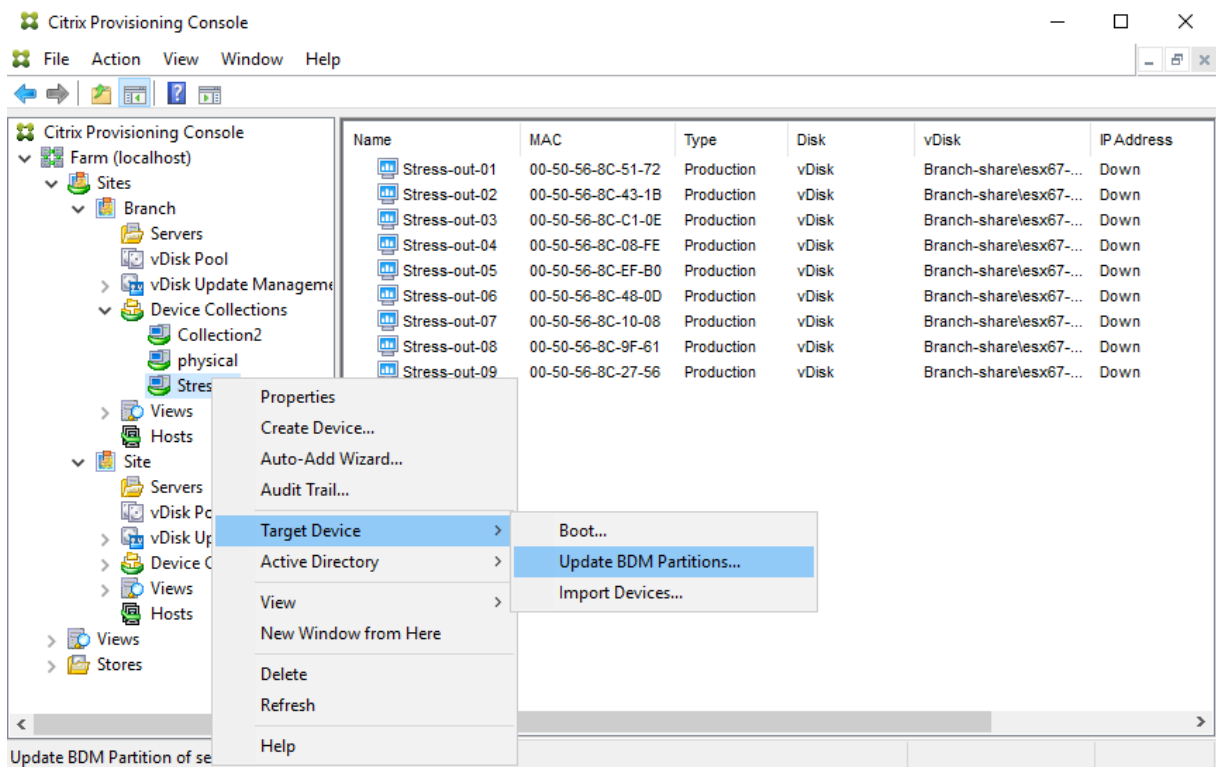 Citrix Provisioning Console
File Action View Window Help
Citrix Provisioning Console
Farm (localhost)
Sites
Branch
Servers
vDisk Pool
vDisk Update Manageme
Device Collections
Collection2
physical
Stres
Views
Hosts
Site
Servers
vDisk Po
vDisk Up
Device C
Views
Hosts
Views
Stores
Name MAC Type Disk vDisk IP Address
Stress-out-01 00-50-56-8C-51-72 Production vDisk Branch-share\esx67-... Down
Stress-out-02 00-50-56-8C-43-1B Production vDisk Branch-share\esx67-... Down
Stress-out-03 00-50-56-8C-C1-0E Production vDisk Branch-share\esx67-... Down
Stress-out-04 00-50-56-8C-08-FE Production vDisk Branch-share\esx67-... Down
Stress-out-05 00-50-56-8C-EF-B0 Production vDisk Branch-share\esx67-... Down
Stress-out-06 00-50-56-8C-48-0D Production vDisk Branch-share\esx67-... Down
Stress-out-07 00-50-56-8C-10-08 Production vDisk Branch-share\esx67-... Down
Stress-out-08 00-50-56-8C-9F-61 Production vDisk Branch-share\esx67-... Down
Stress-out-09 00-50-56-8C-27-56 Production vDisk Branch-share\esx67-... Down
Properties
Create Device...
Auto-Add Wizard...
Audit Trail...
Target Device
Active Directory
View
New Window from Here
Delete
Refresh
Help
Boot...
Update BDM Partitions...
Import Devices...
Update BDM Partition of se